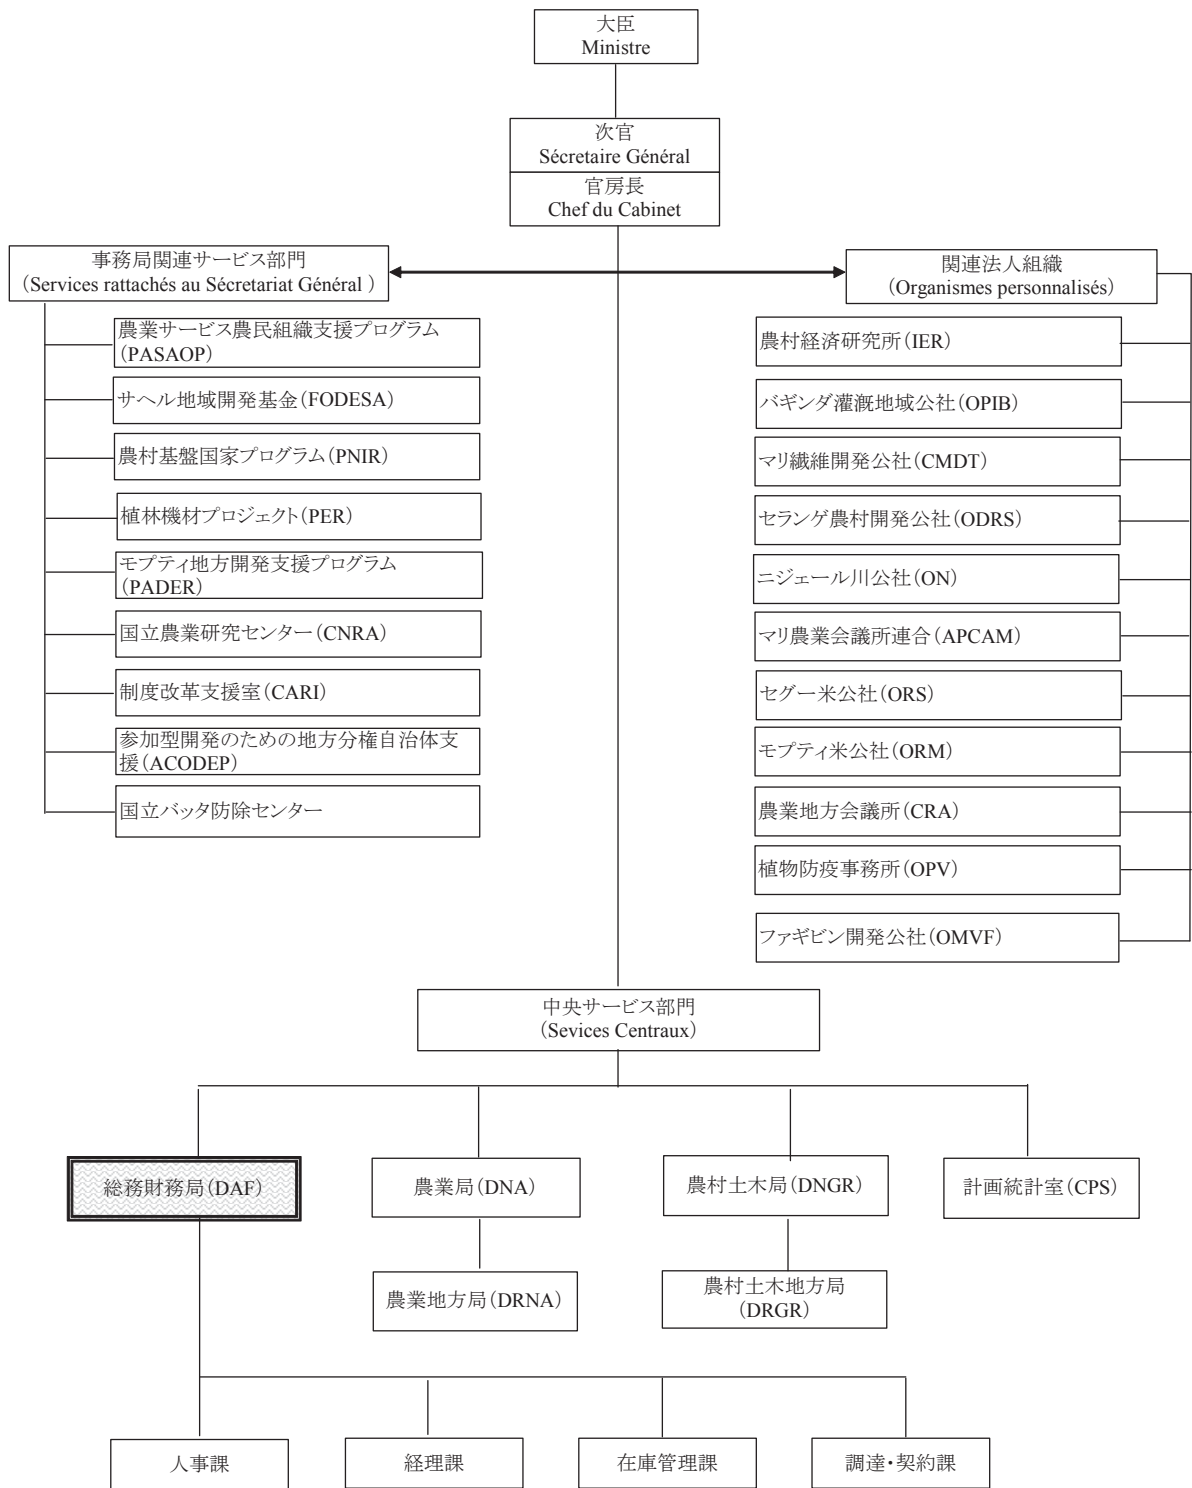 大臣
Ministre
次官
Sécretaire Général
官房長
Chef du Cabinet
事務局関連サービス部門
（Services rattachés au Sécretariat Général ）
関連法人組織
（Organismes personnalisés）
農業サービス農民組織支援プログラム
（PASAOP）
サヘル地域開発基金（FODESA）
農村基盤国家プログラム（PNIR）
植林機材プロジェクト（PER）
モプティ地方開発支援プログラム
（PADER）
国立農業研究センター（CNRA）
制度改革支援室（CARI）
参加型開発のための地方分権自治体支
援（ACODEP）
国立バッタ防除センター
農村経済研究所（IER）
バギンダ灌漑地域公社（OPIB）
マリ繊維開発公社（CMDT）
セランゲ農村開発公社（ODRS）
ニジェール川公社（ON）
マリ農業会議所連合（APCAM）
セグー米公社（ORS）
モプティ米公社（ORM）
農業地方会議所（CRA）
植物防疫事務所（OPV）
ファギビン開発公社（OMVF）
中央サービス部門
（Sevices Centraux）
総務財務局（DAF）
農業局（DNA）
農村土木局（DNGR）
計画統計室（CPS）
農業地方局（DRNA）
農村土木地方局
（DRGR）
人事課
経理課
在庫管理課
調達・契約課